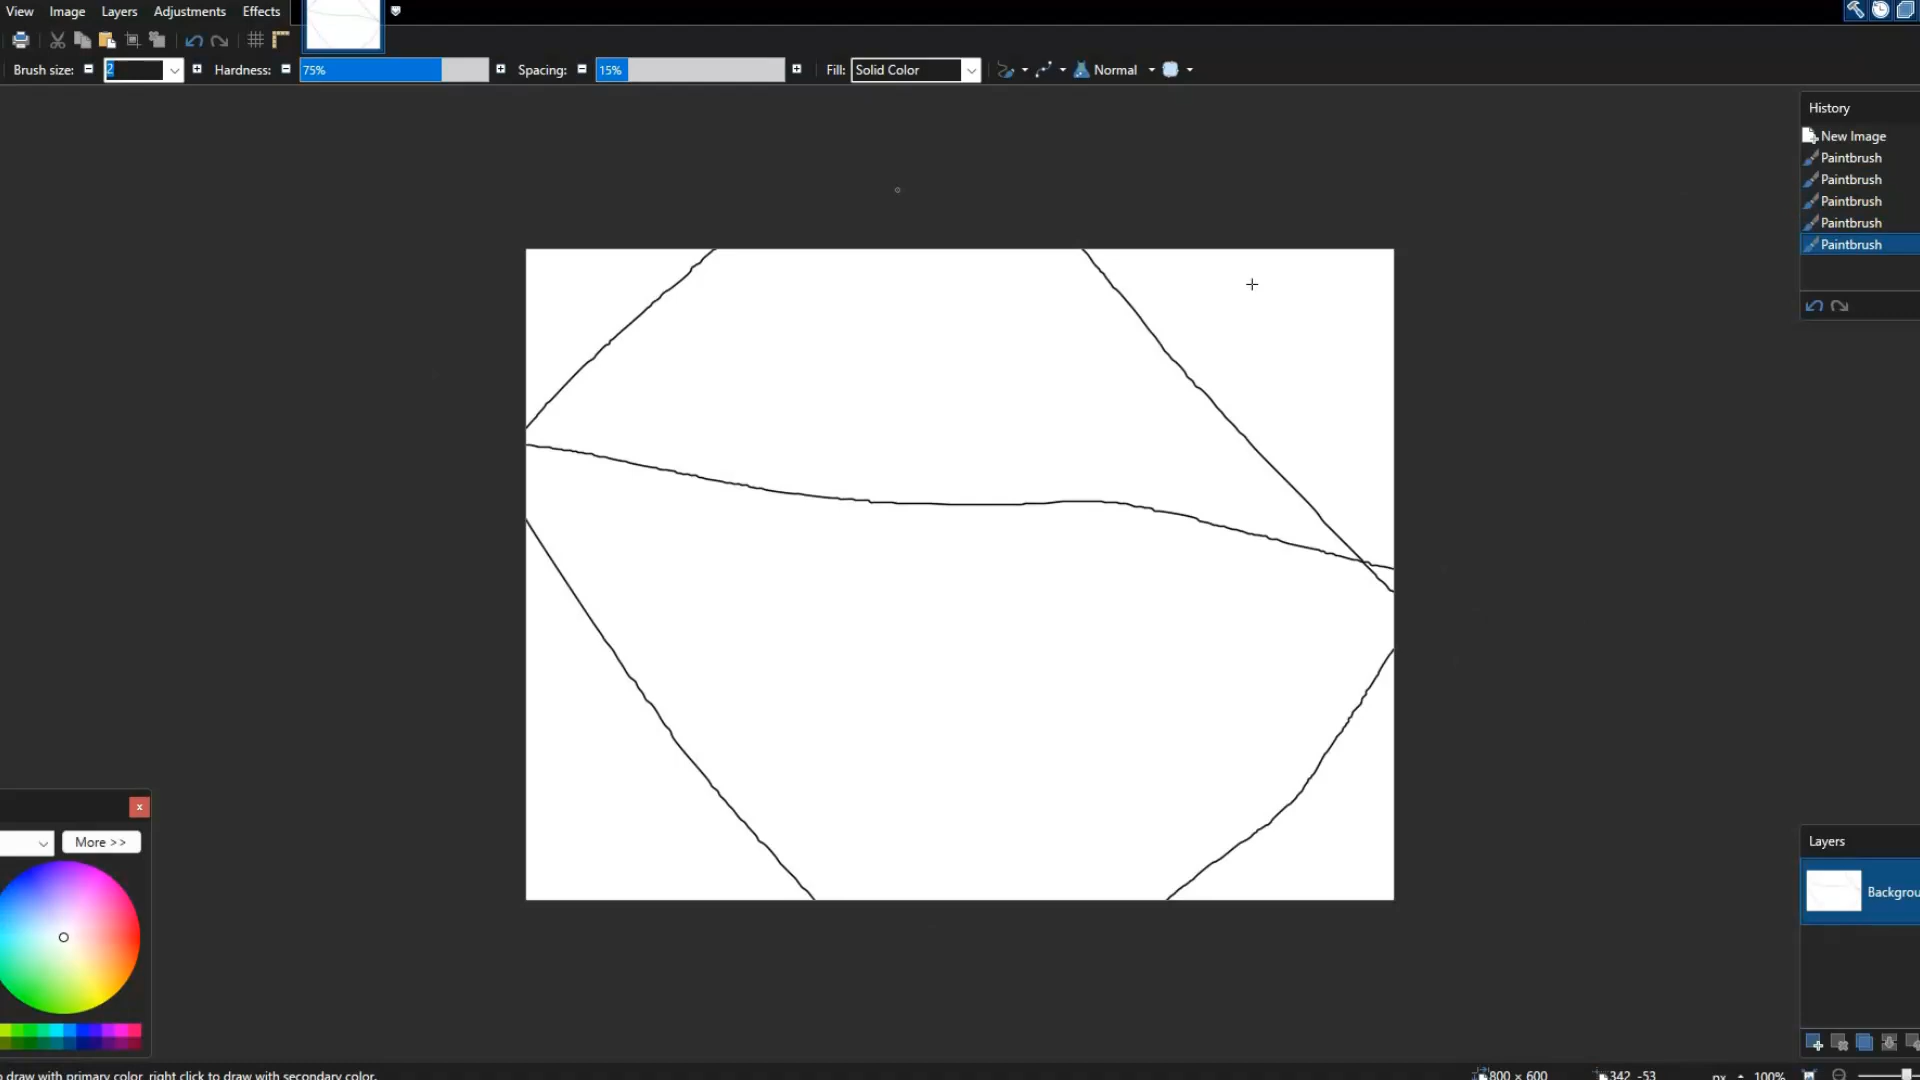 View Image Layers Adjustments Effects
Brush size: 2 Hardness: 75% Spacing: 15% Fill: Solid Color Normal
History
New Image
Paintbrush
Paintbrush
Paintbrush
Paintbrush
Paintbrush
More >>
Layers
Backgrou
draw with primary color, right click to draw with secondary color.
800 × 600 342, -53 px 100%